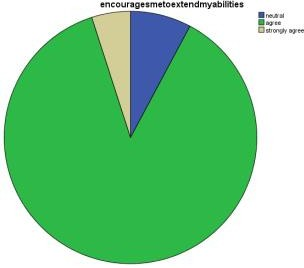 encouragesmetoextendmyabilities
neutral
agree
strongly agree